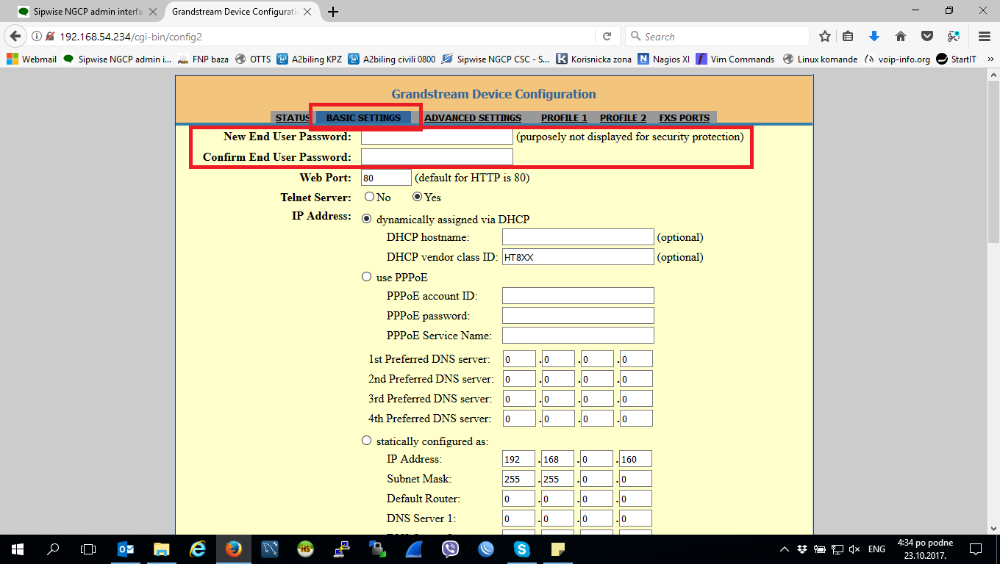 Sipwise NGCP admin interfa
Grandstream Device Configurati
192.168.54.234/cgi-bin/config2
Search
Webmail
Sipwise NGCP admin i...
FNP baza
OTTS
A2biling KPZ
A2biling civili 0800
Sipwise NGCP CSC - S...
Korisnicka zona
Nagios XI
Vim Commands
Linux komande
voip-info.org
StartIT
Grandstream Device Configuration
STATUS BASIC SETTINGS ADVANCED SETTINGS PROFILE 1 PROFILE 2 FXS PORTS
New End User Password: (purposely not displayed for security protection)
Confirm End User Password:
Web Port: 80 (default for HTTP is 80)
Telnet Server: No Yes
IP Address: dynamically assigned via DHCP
DHCP hostname: (optional)
DHCP vendor class ID: HT8XX (optional)
use PPPoE
PPPoE account ID:
PPPoE password:
PPPoE Service Name:
1st Preferred DNS server: 0 .0 .0 .0
2nd Preferred DNS server: 0 .0 .0 .0
3rd Preferred DNS server: 0 .0 .0 .0
4th Preferred DNS server: 0 .0 .0 .0
statically configured as:
IP Address: 192 .168 .0 .160
Subnet Mask: 255 .255 .0 .0
Default Router: 0 .0 .0 .0
DNS Server 1: 0 .0 .0 .0
HS
ENG
4:34 po podne
23.10.2017.